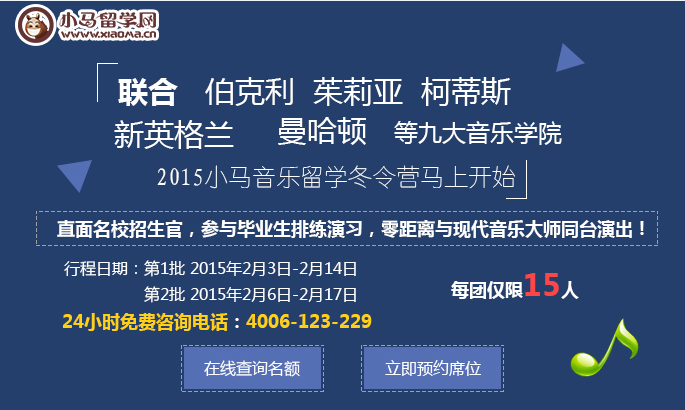 小马留学网
www.xiaoma.cn
联合 伯克利 茱莉亚 柯蒂斯
新英格兰 曼哈顿 等九大音乐学院
2015小马音乐留学冬令营马上开始
直面名校招生官，参与毕业生排练演习，零距离与现代音乐大师同台演出！
行程日期：第1批 2015年2月3日-2月14日
第2批 2015年2月6日-2月17日
每团仅限15人
24小时免费咨询电话：4006-123-229
在线查询名额 立即预约席位